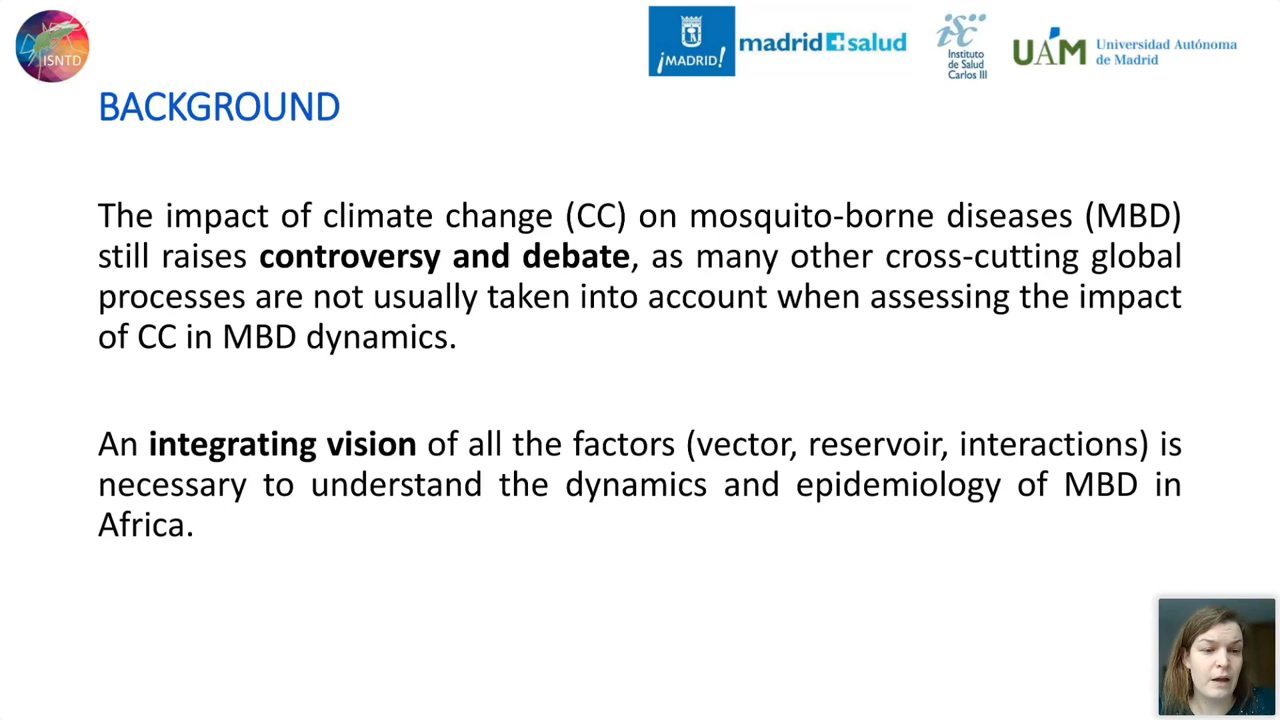 ISNTD
¡MADRID!
madrid+salud
isc
Instituto
de Salud
Carlos III
UAM
Universidad Autónoma
de Madrid
BACKGROUND
The impact of climate change (CC) on mosquito-borne diseases (MBD)
still raises controversy and debate, as many other cross-cutting global
processes are not usually taken into account when assessing the impact
of CC in MBD dynamics.
An integrating vision of all the factors (vector, reservoir, interactions) is
necessary to understand the dynamics and epidemiology of MBD in
Africa.